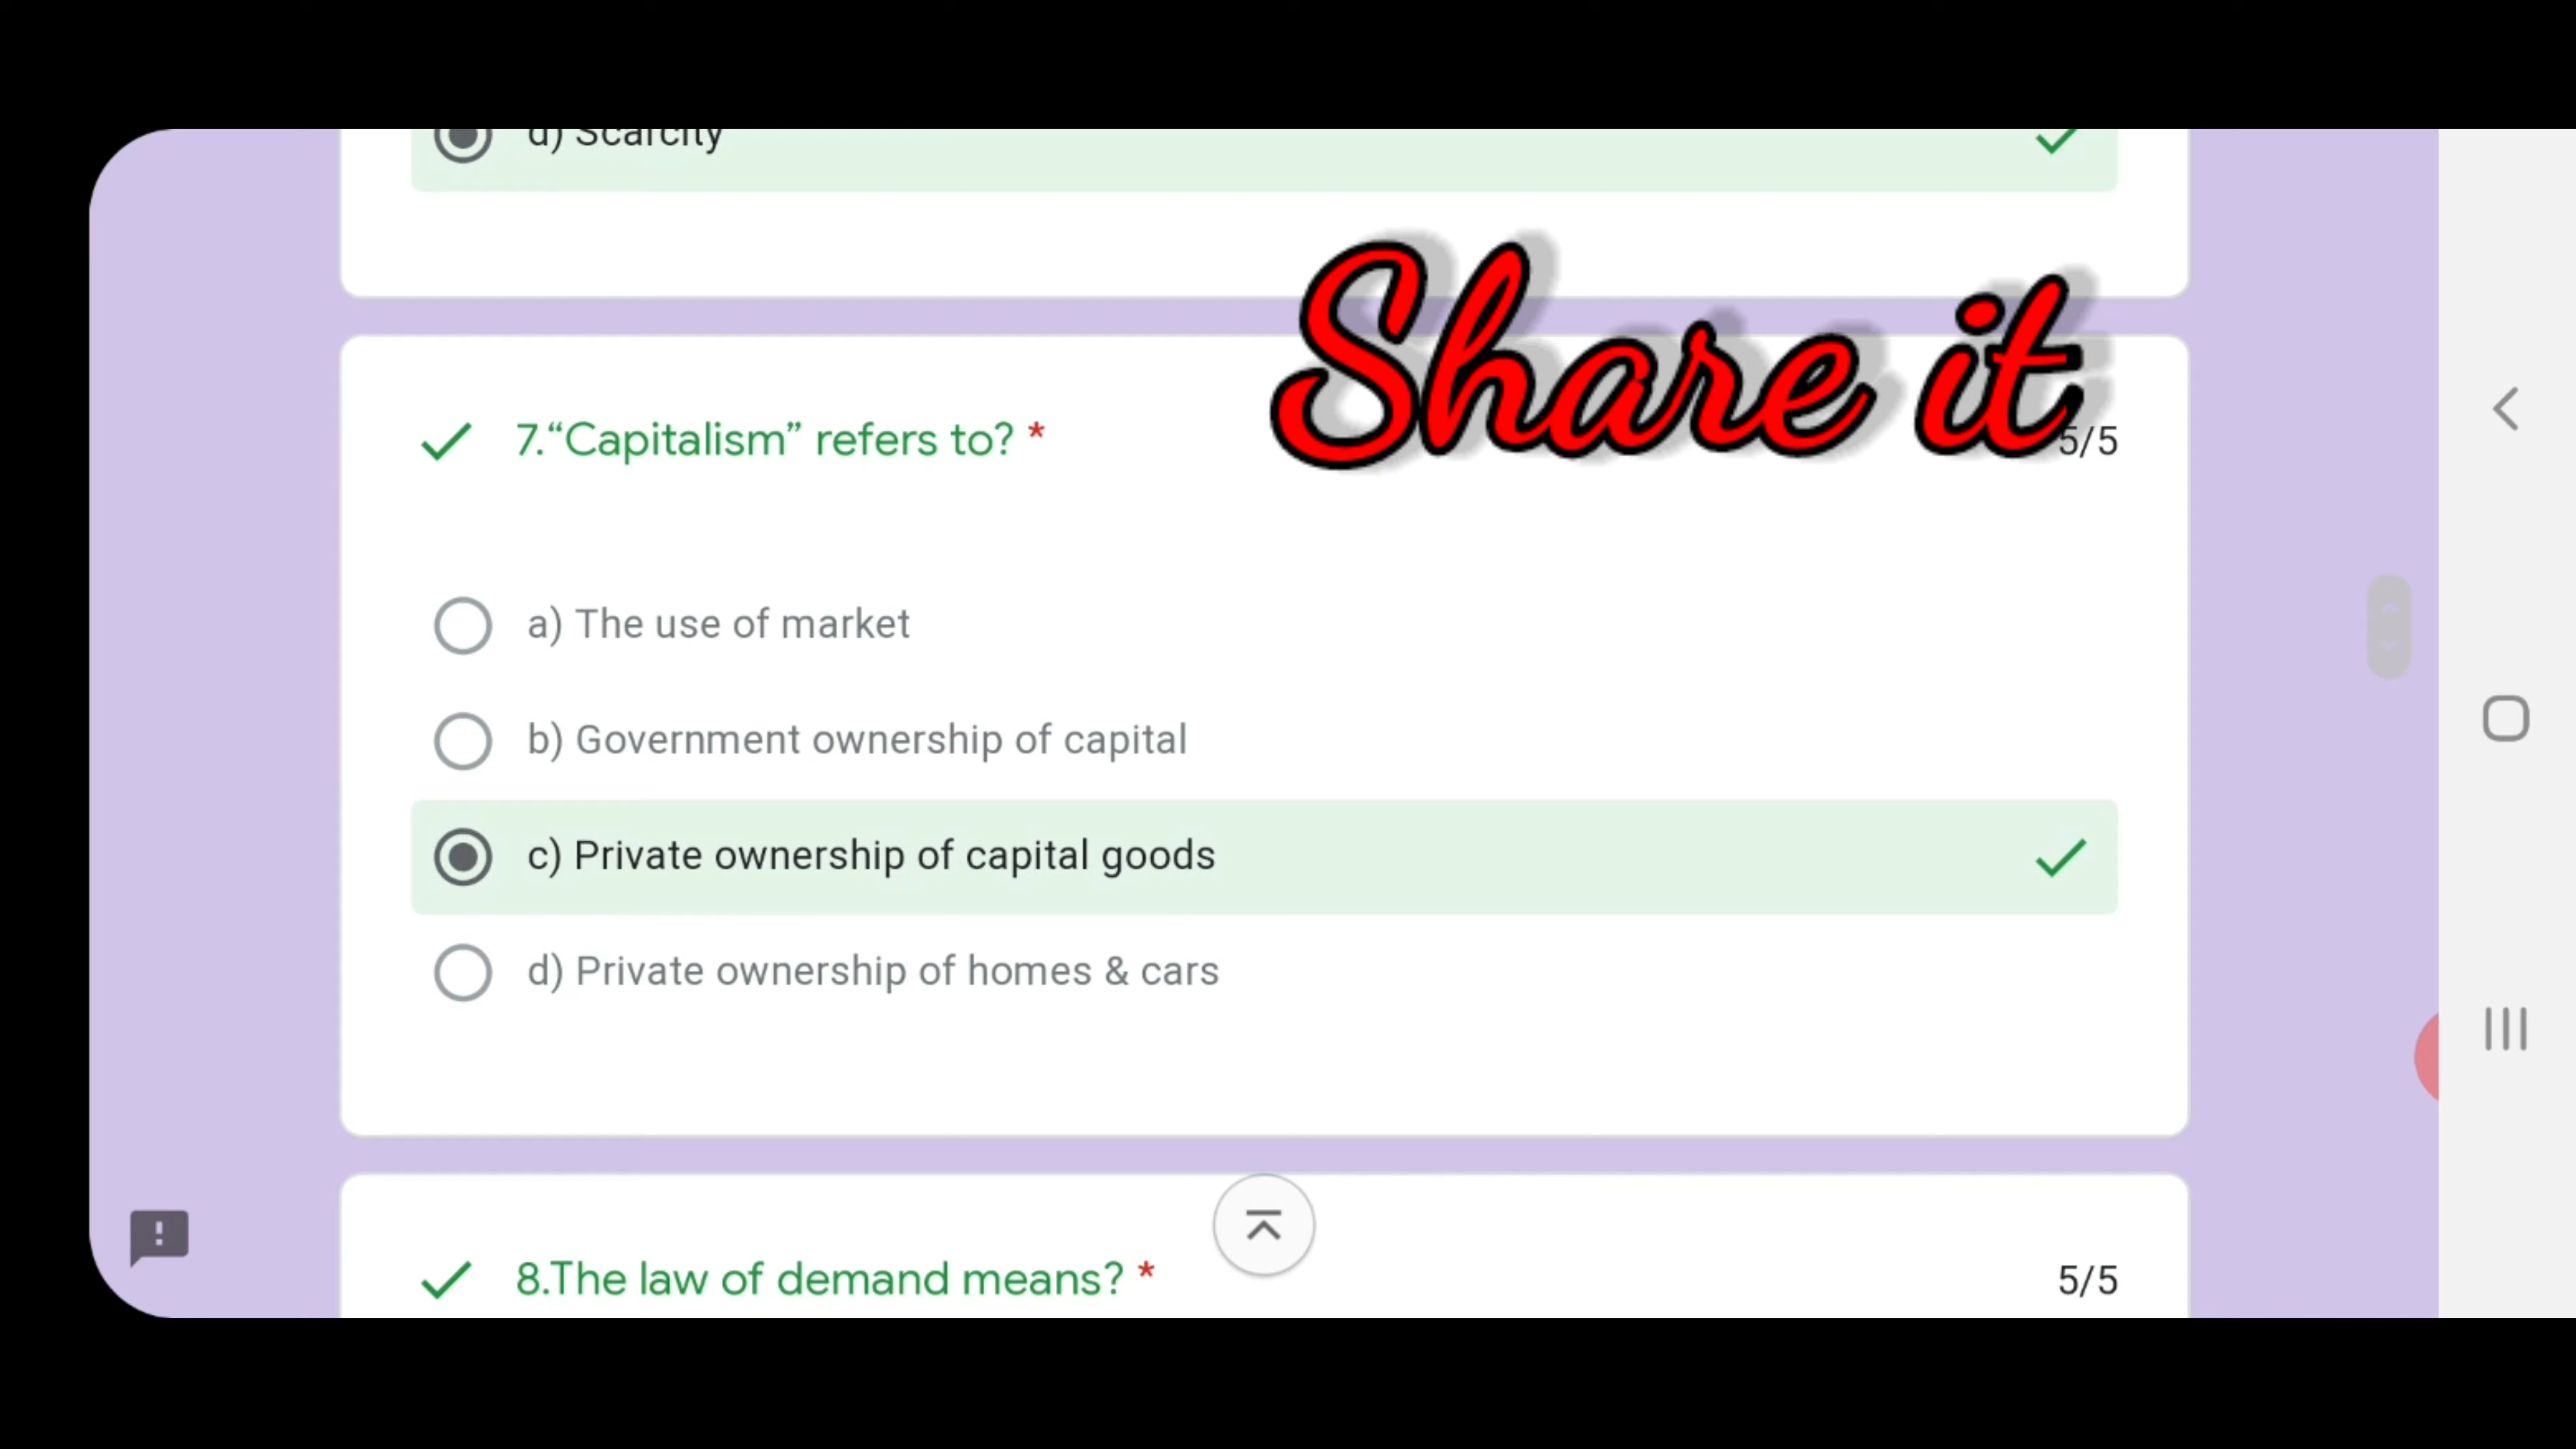 d) Scarcity
Share it
7.“Capitalism” refers to? *
5/5
a) The use of market
b) Government ownership of capital
c) Private ownership of capital goods
d) Private ownership of homes & cars
8.The law of demand means? *
5/5